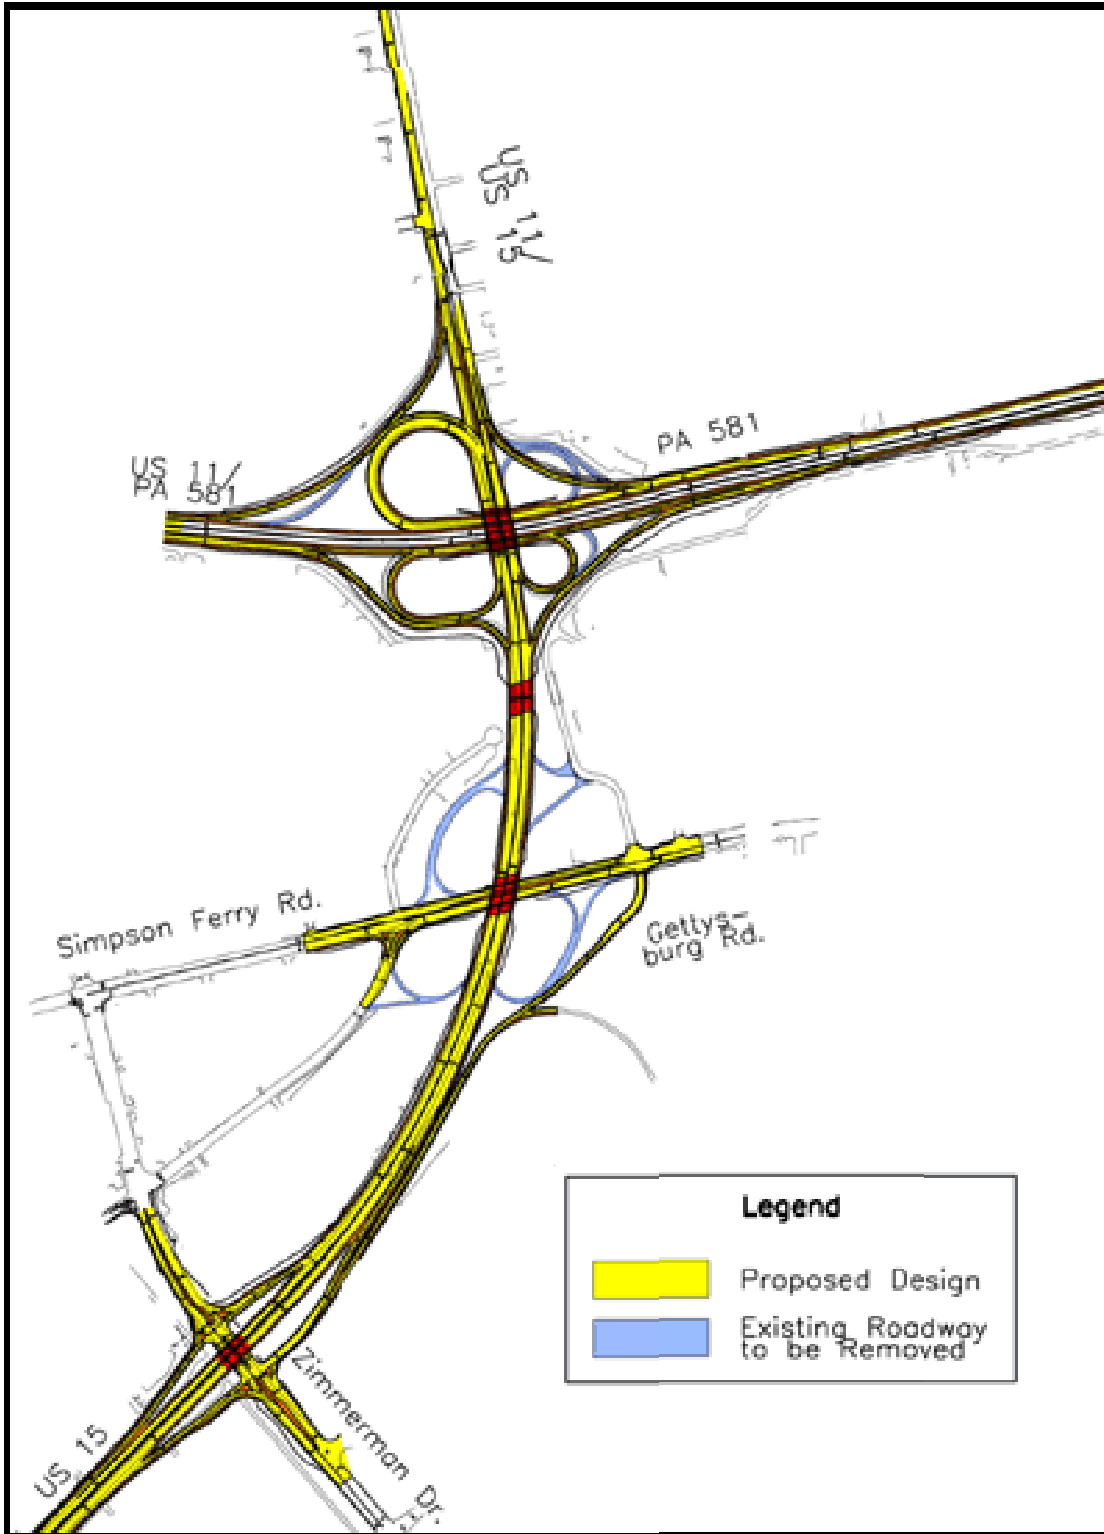 US 11/
US 15
PA 581
US 11/
PA 581
Simpson Ferry Rd.
Gettys-
burg Rd.
Legend
Proposed Design
Existing Roadway
to be Removed
Zimmerman Dr.
US 15